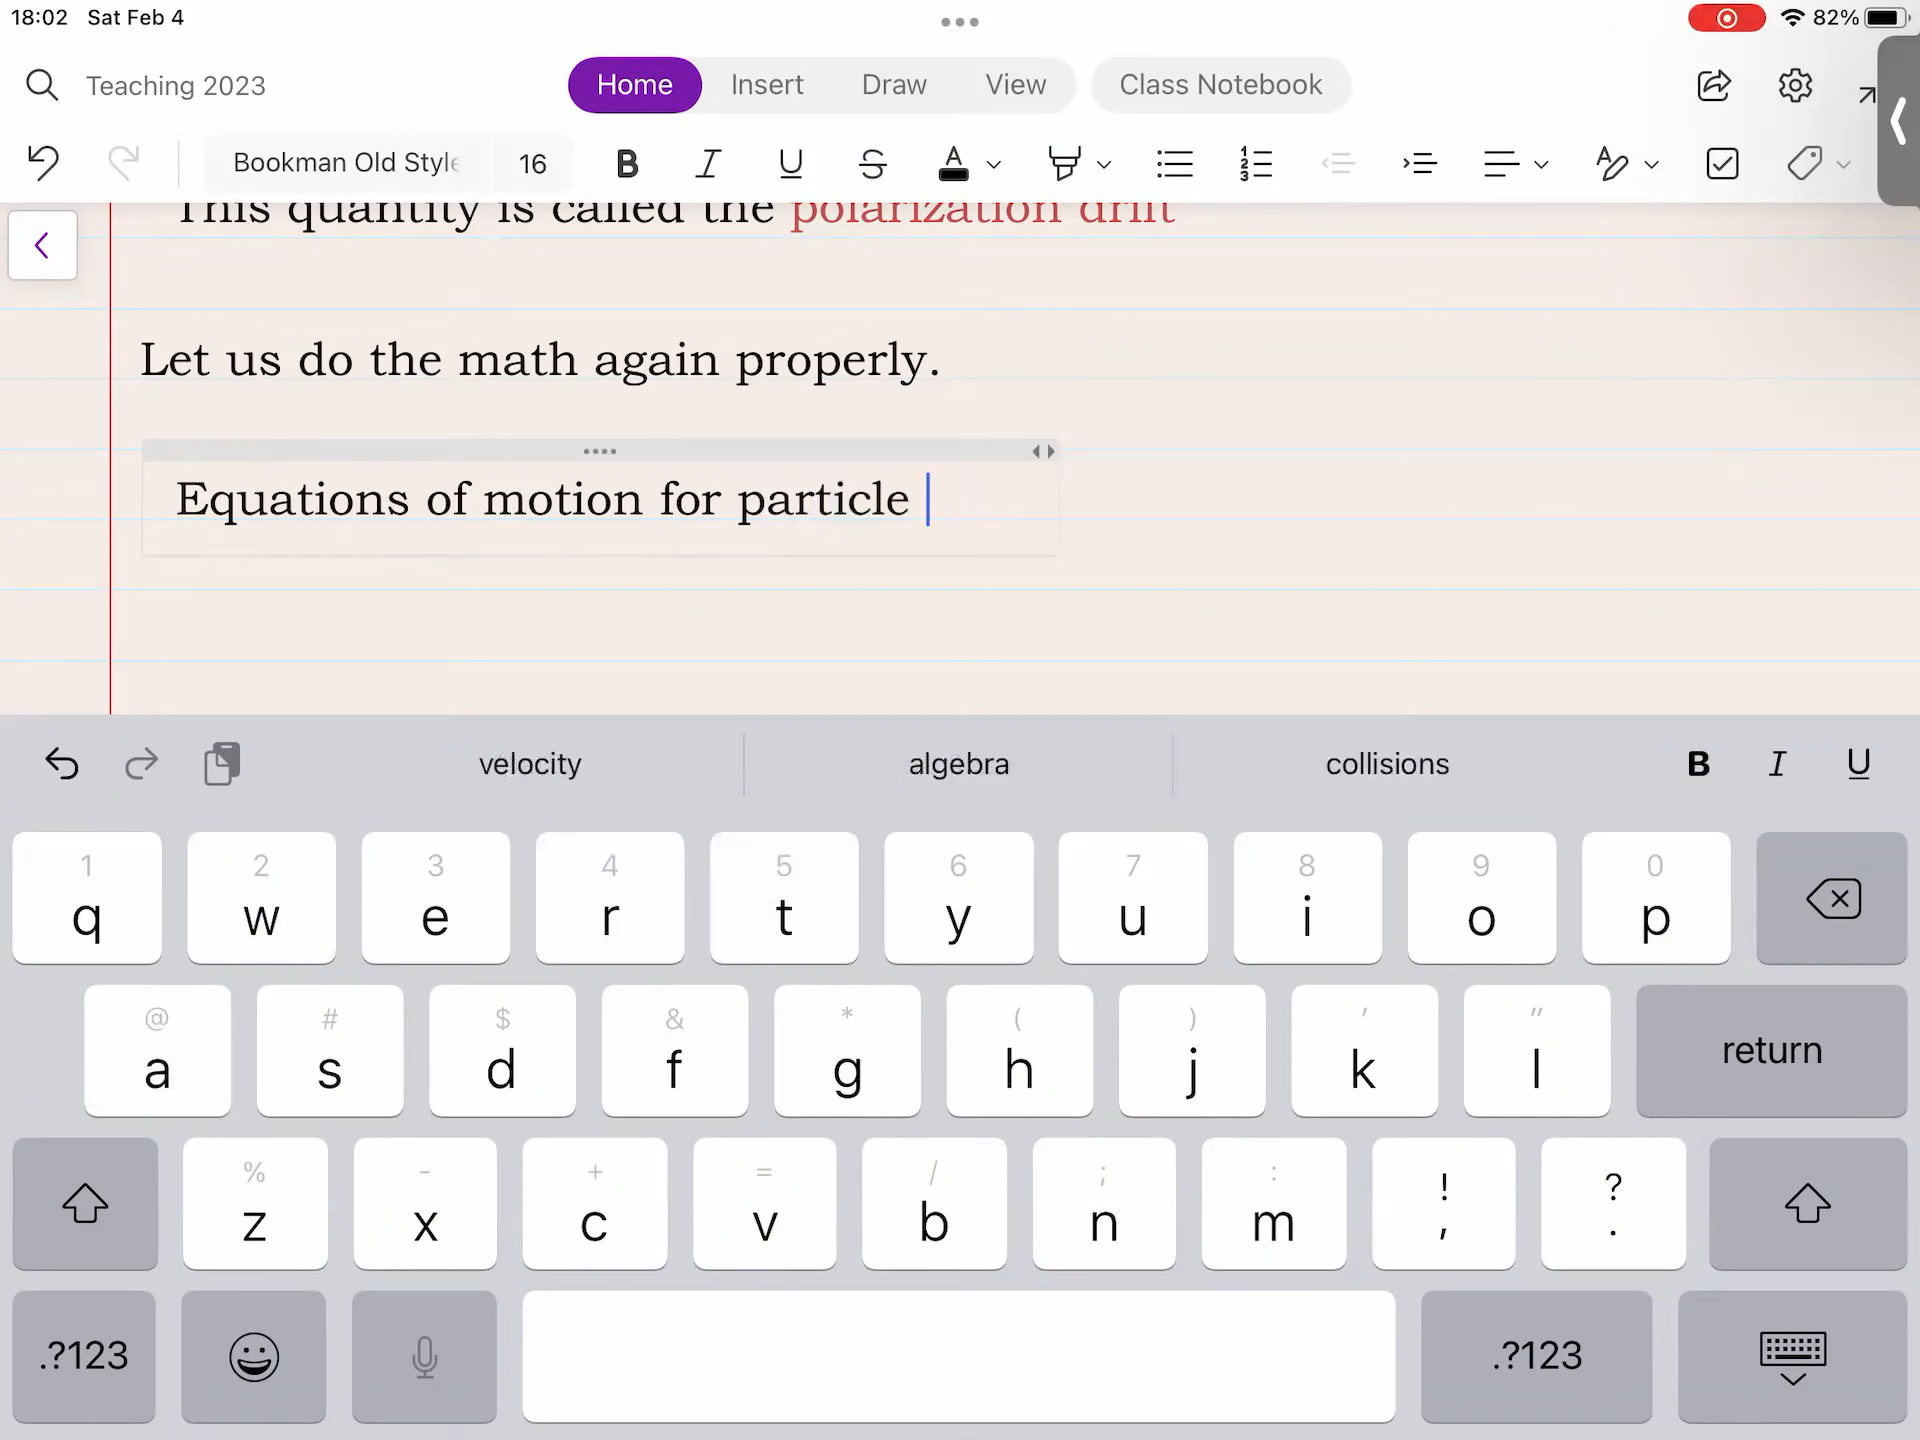 18:02 Sat Feb 4 82%
Teaching 2023 Home Insert Draw View Class Notebook
Bookman Old Style 16 B I U S A
This quantity is called the polarization drift
Let us do the math again properly.
Equations of motion for particle
velocity algebra collisions B I U
1 2 3 4 5 6 7 8 9 0
q w e r t y u i o p
@ # $ & * ( ) ' "
a s d f g h j k l return
% - + = / ; : ! ?
z x c v b n m , .
.?123 .?123